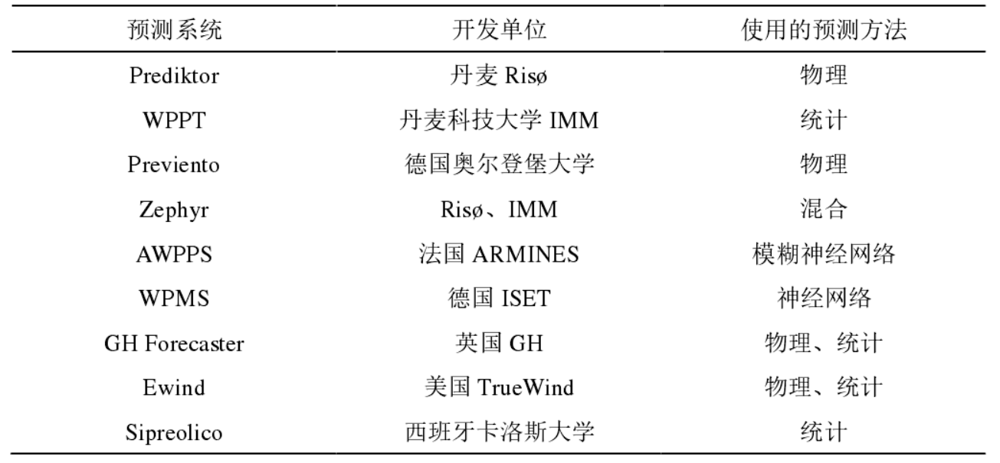 预测系统 开发单位 使用的预测方法
Prediktor 丹麦 Risø 物理
WPPT 丹麦科技大学 IMM 统计
Previento 德国奥尔登堡大学 物理
Zephyr Risø、IMM 混合
AWPPS 法国 ARMINES 模糊神经网络
WPMS 德国 ISET 神经网络
GH Forecaster 英国 GH 物理、统计
Ewind 美国 TrueWind 物理、统计
Sipreolico 西班牙卡洛斯大学 统计